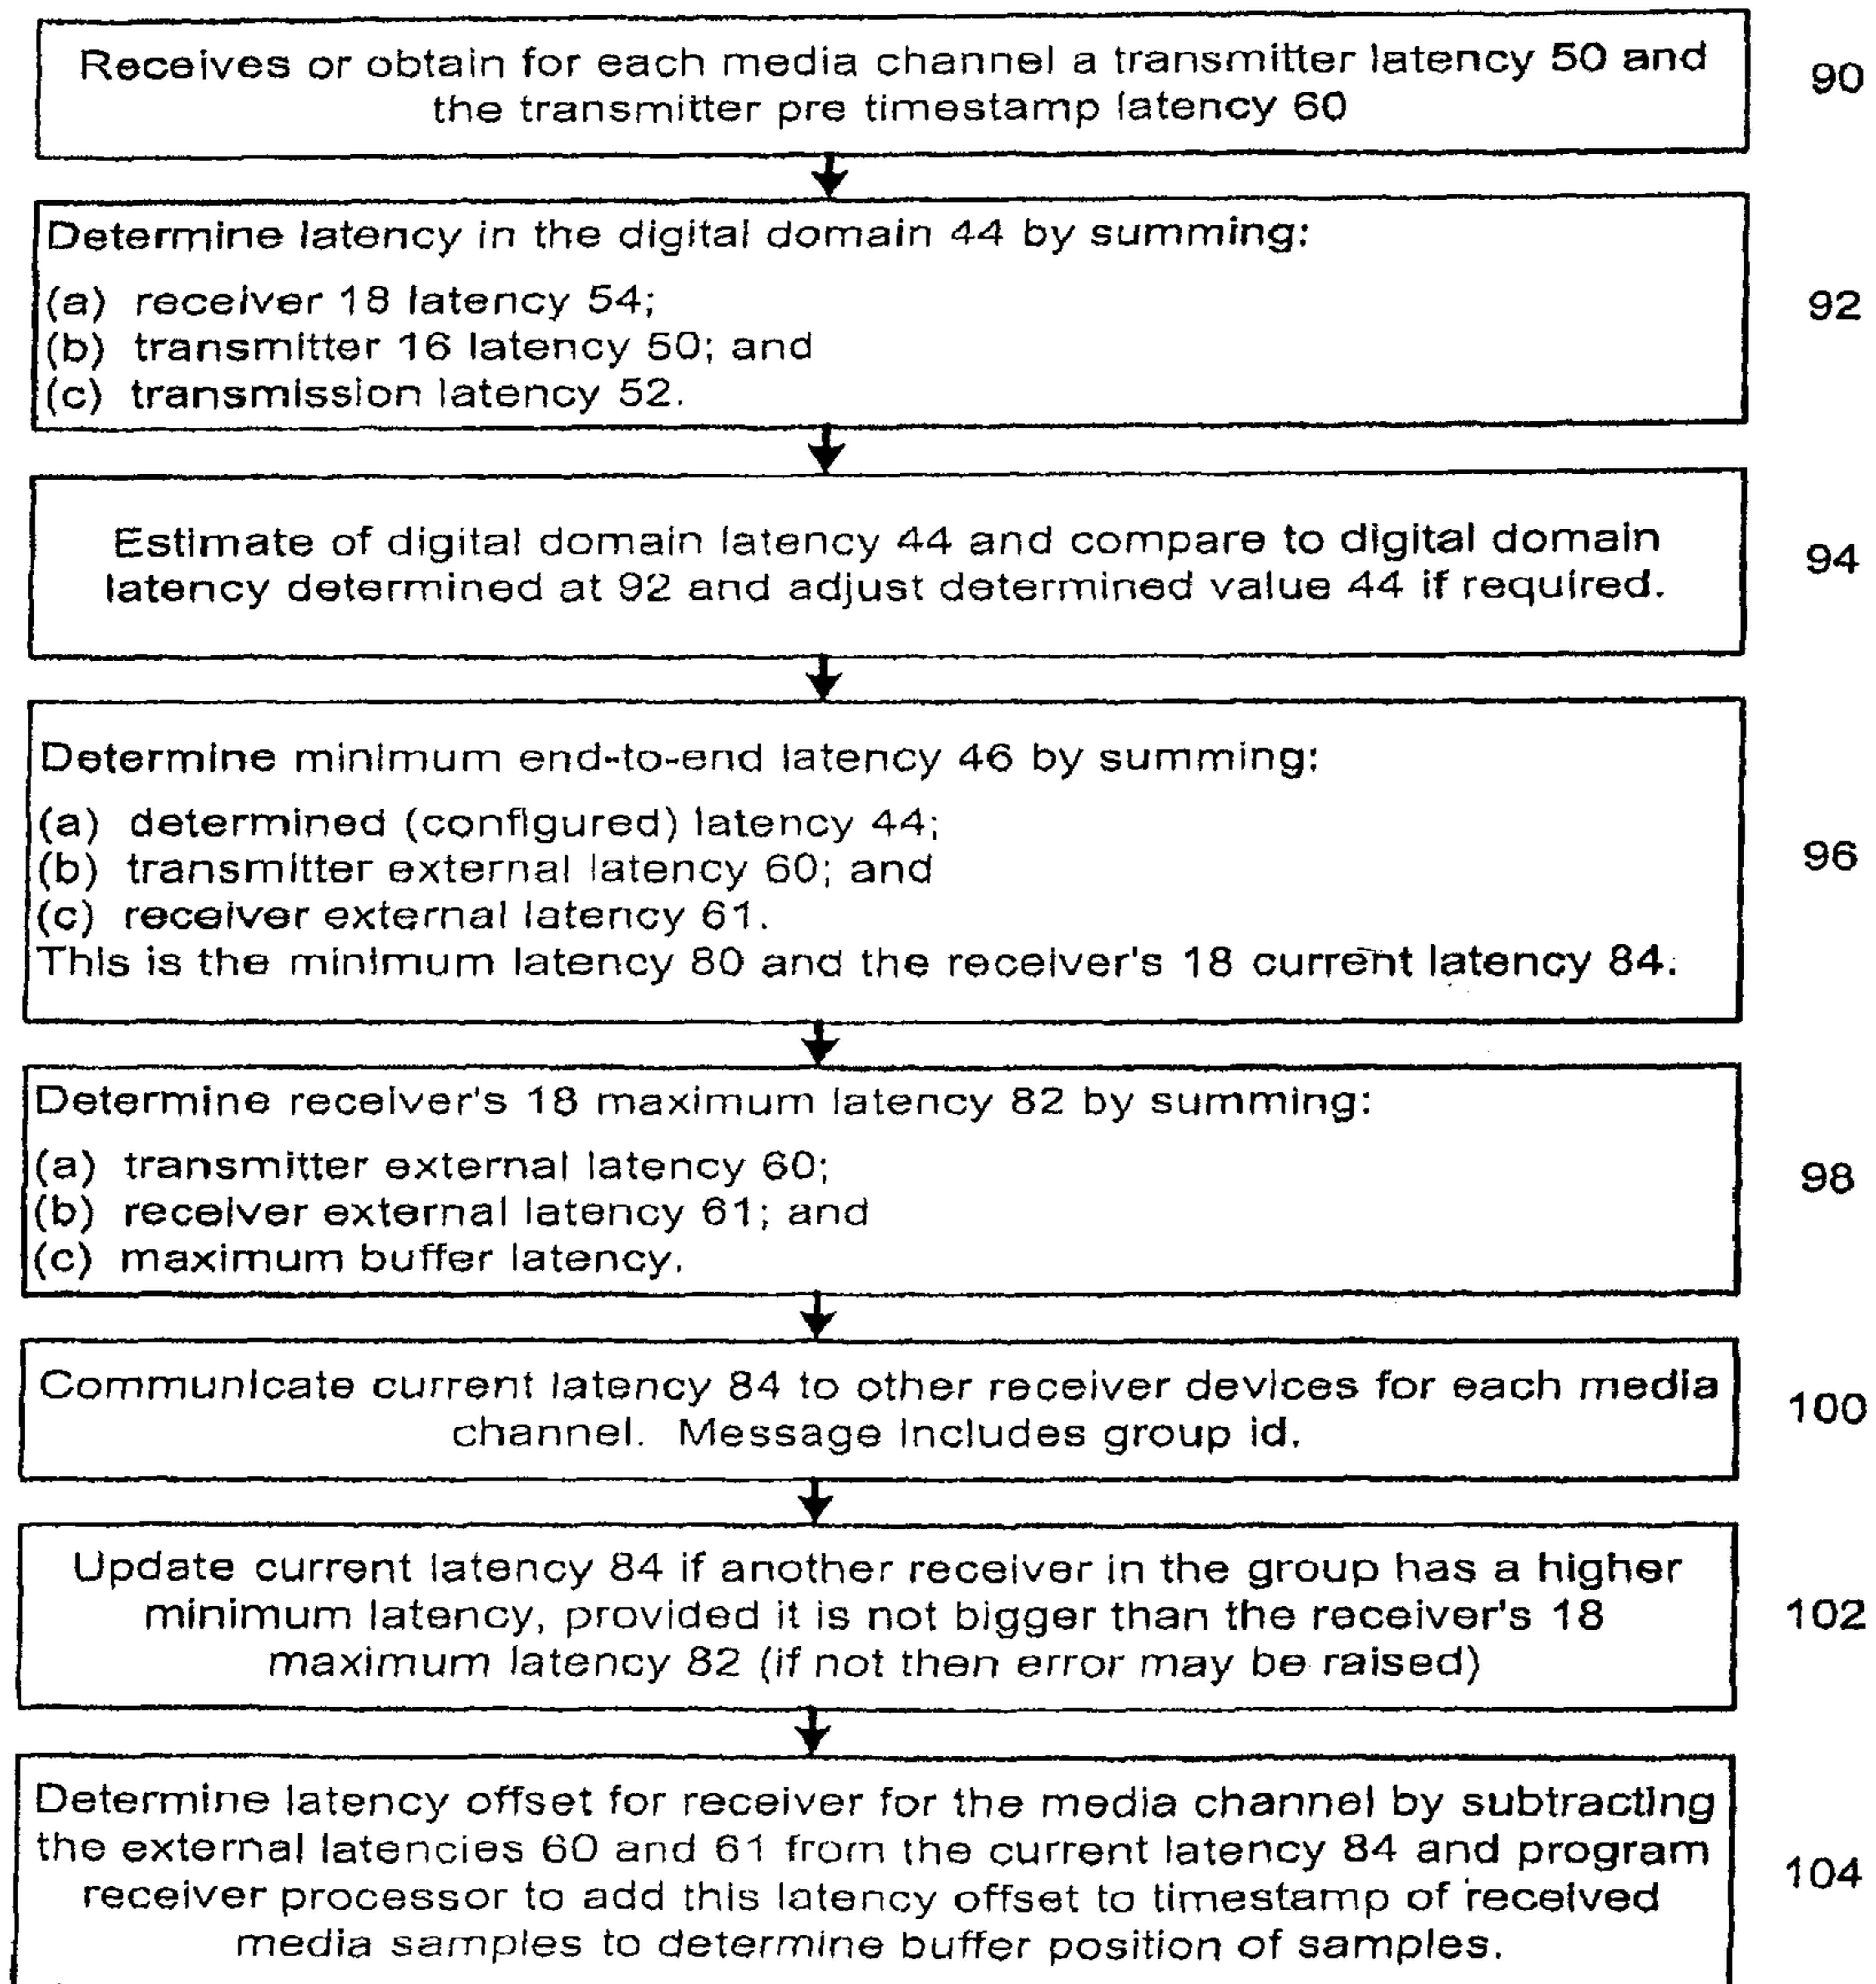 Receives or obtain for each media channel a transmitter latency 50 and
the transmitter pre timestamp latency 60
90
Determine latency in the digital domain 44 by summing:
(a) receiver 18 latency 54;
(b) transmitter 16 latency 50; and
(c) transmission latency 52.
92
Estimate of digital domain latency 44 and compare to digital domain
latency determined at 92 and adjust determined value 44 if required.
94
Determine minimum end-to-end latency 46 by summing:
(a) determined (configured) latency 44;
(b) transmitter external latency 60; and
(c) receiver external latency 61.
This is the minimum latency 80 and the receiver's 18 current latency 84.
96
Determine receiver's 18 maximum latency 82 by summing:
(a) transmitter external latency 60;
(b) receiver external latency 61; and
(c) maximum buffer latency.
98
Communicate current latency 84 to other receiver devices for each media
channel. Message includes group id.
100
Update current latency 84 if another receiver in the group has a higher
minimum latency, provided it is not bigger than the receiver's 18
maximum latency 82 (if not then error may be raised)
102
Determine latency offset for receiver for the media channel by subtracting
the external latencies 60 and 61 from the current latency 84 and program
receiver processor to add this latency offset to timestamp of received
media samples to determine buffer position of samples.
104